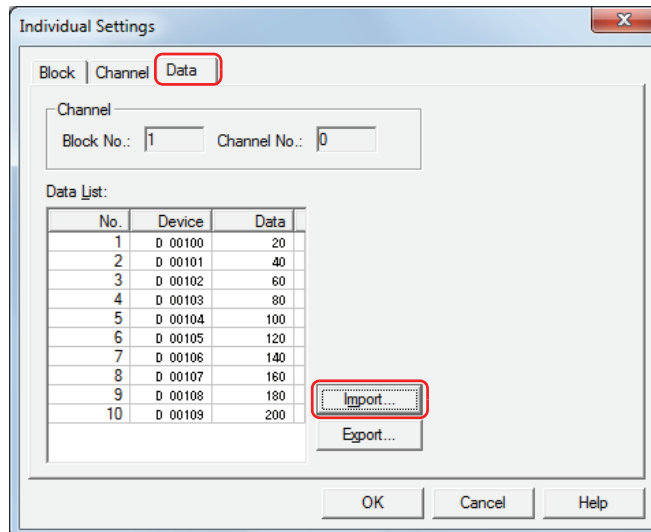 Individual Settings
Block Channel Data
Channel
Block No.: 1 Channel No.: 0
Data List:
No. Device Data
1 D 00100 20
2 D 00101 40
3 D 00102 60
4 D 00103 80
5 D 00104 100
6 D 00105 120
7 D 00106 140
8 D 00107 160
9 D 00108 180
10 D 00109 200
Import...
Export...
OK Cancel Help